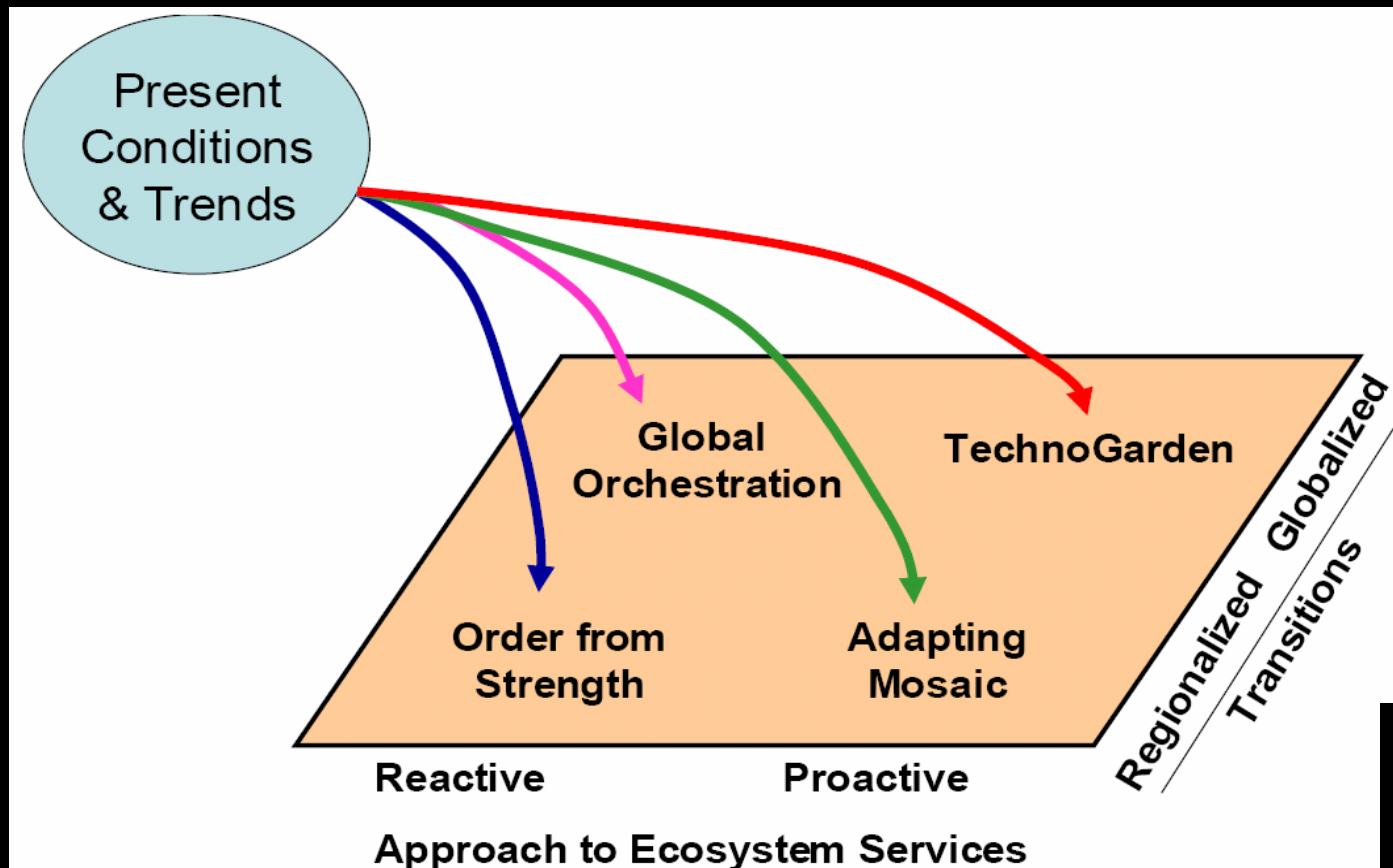 Present
Conditions
& Trends
Global
Orchestration
TechnoGarden
Order from
Strength
Adapting
Mosaic
Regionalized Globalized
Transitions
Reactive
Proactive
Approach to Ecosystem Services